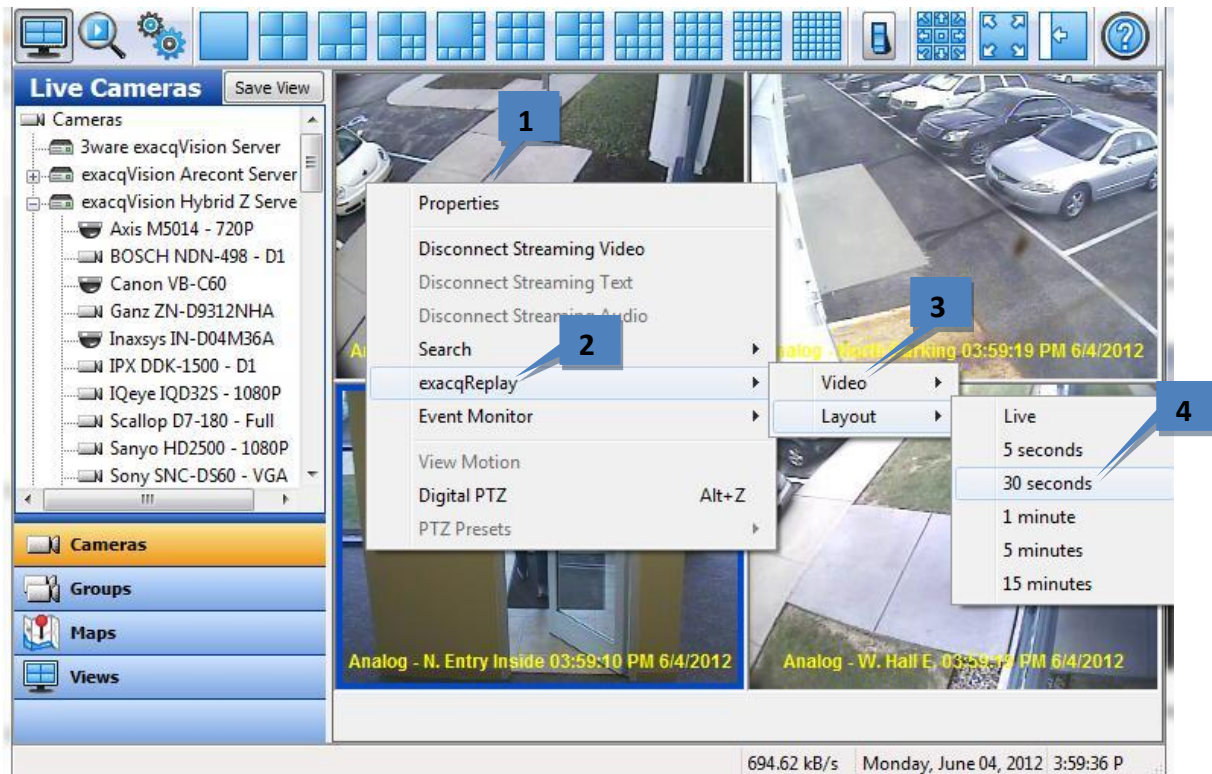 Live Cameras
Save View
Cameras
3ware exacqVision Server
exacqVision Arecont Server
exacqVision Hybrid Z Serve
Axis M5014 - 720P
BOSCH NDN-498 - D1
Canon VB-C60
Ganz ZN-D9312NHA
Inaxsys IN-D04M36A
IPX DDK-1500 - D1
IQeye IQD32S - 1080P
Scallop D7-180 - Full
Sanyo HD2500 - 1080P
Sony SNC-DS60 - VGA
Cameras
Groups
Maps
Views
1
Properties
Disconnect Streaming Video
Disconnect Streaming Text
Disconnect Streaming Audio
Search
exacqReplay
Event Monitor
View Motion
Digital PTZ Alt+Z
PTZ Presets
2
3
Analog - North Parking 03:59:19 PM 6/4/2012
Video
Layout
4
Live
5 seconds
30 seconds
1 minute
5 minutes
15 minutes
Analog - N. Entry Inside 03:59:10 PM 6/4/2012
Analog - W. Hall E, 03:59:19 PM 6/4/2012
694.62 kB/s Monday, June 04, 2012 3:59:36 P